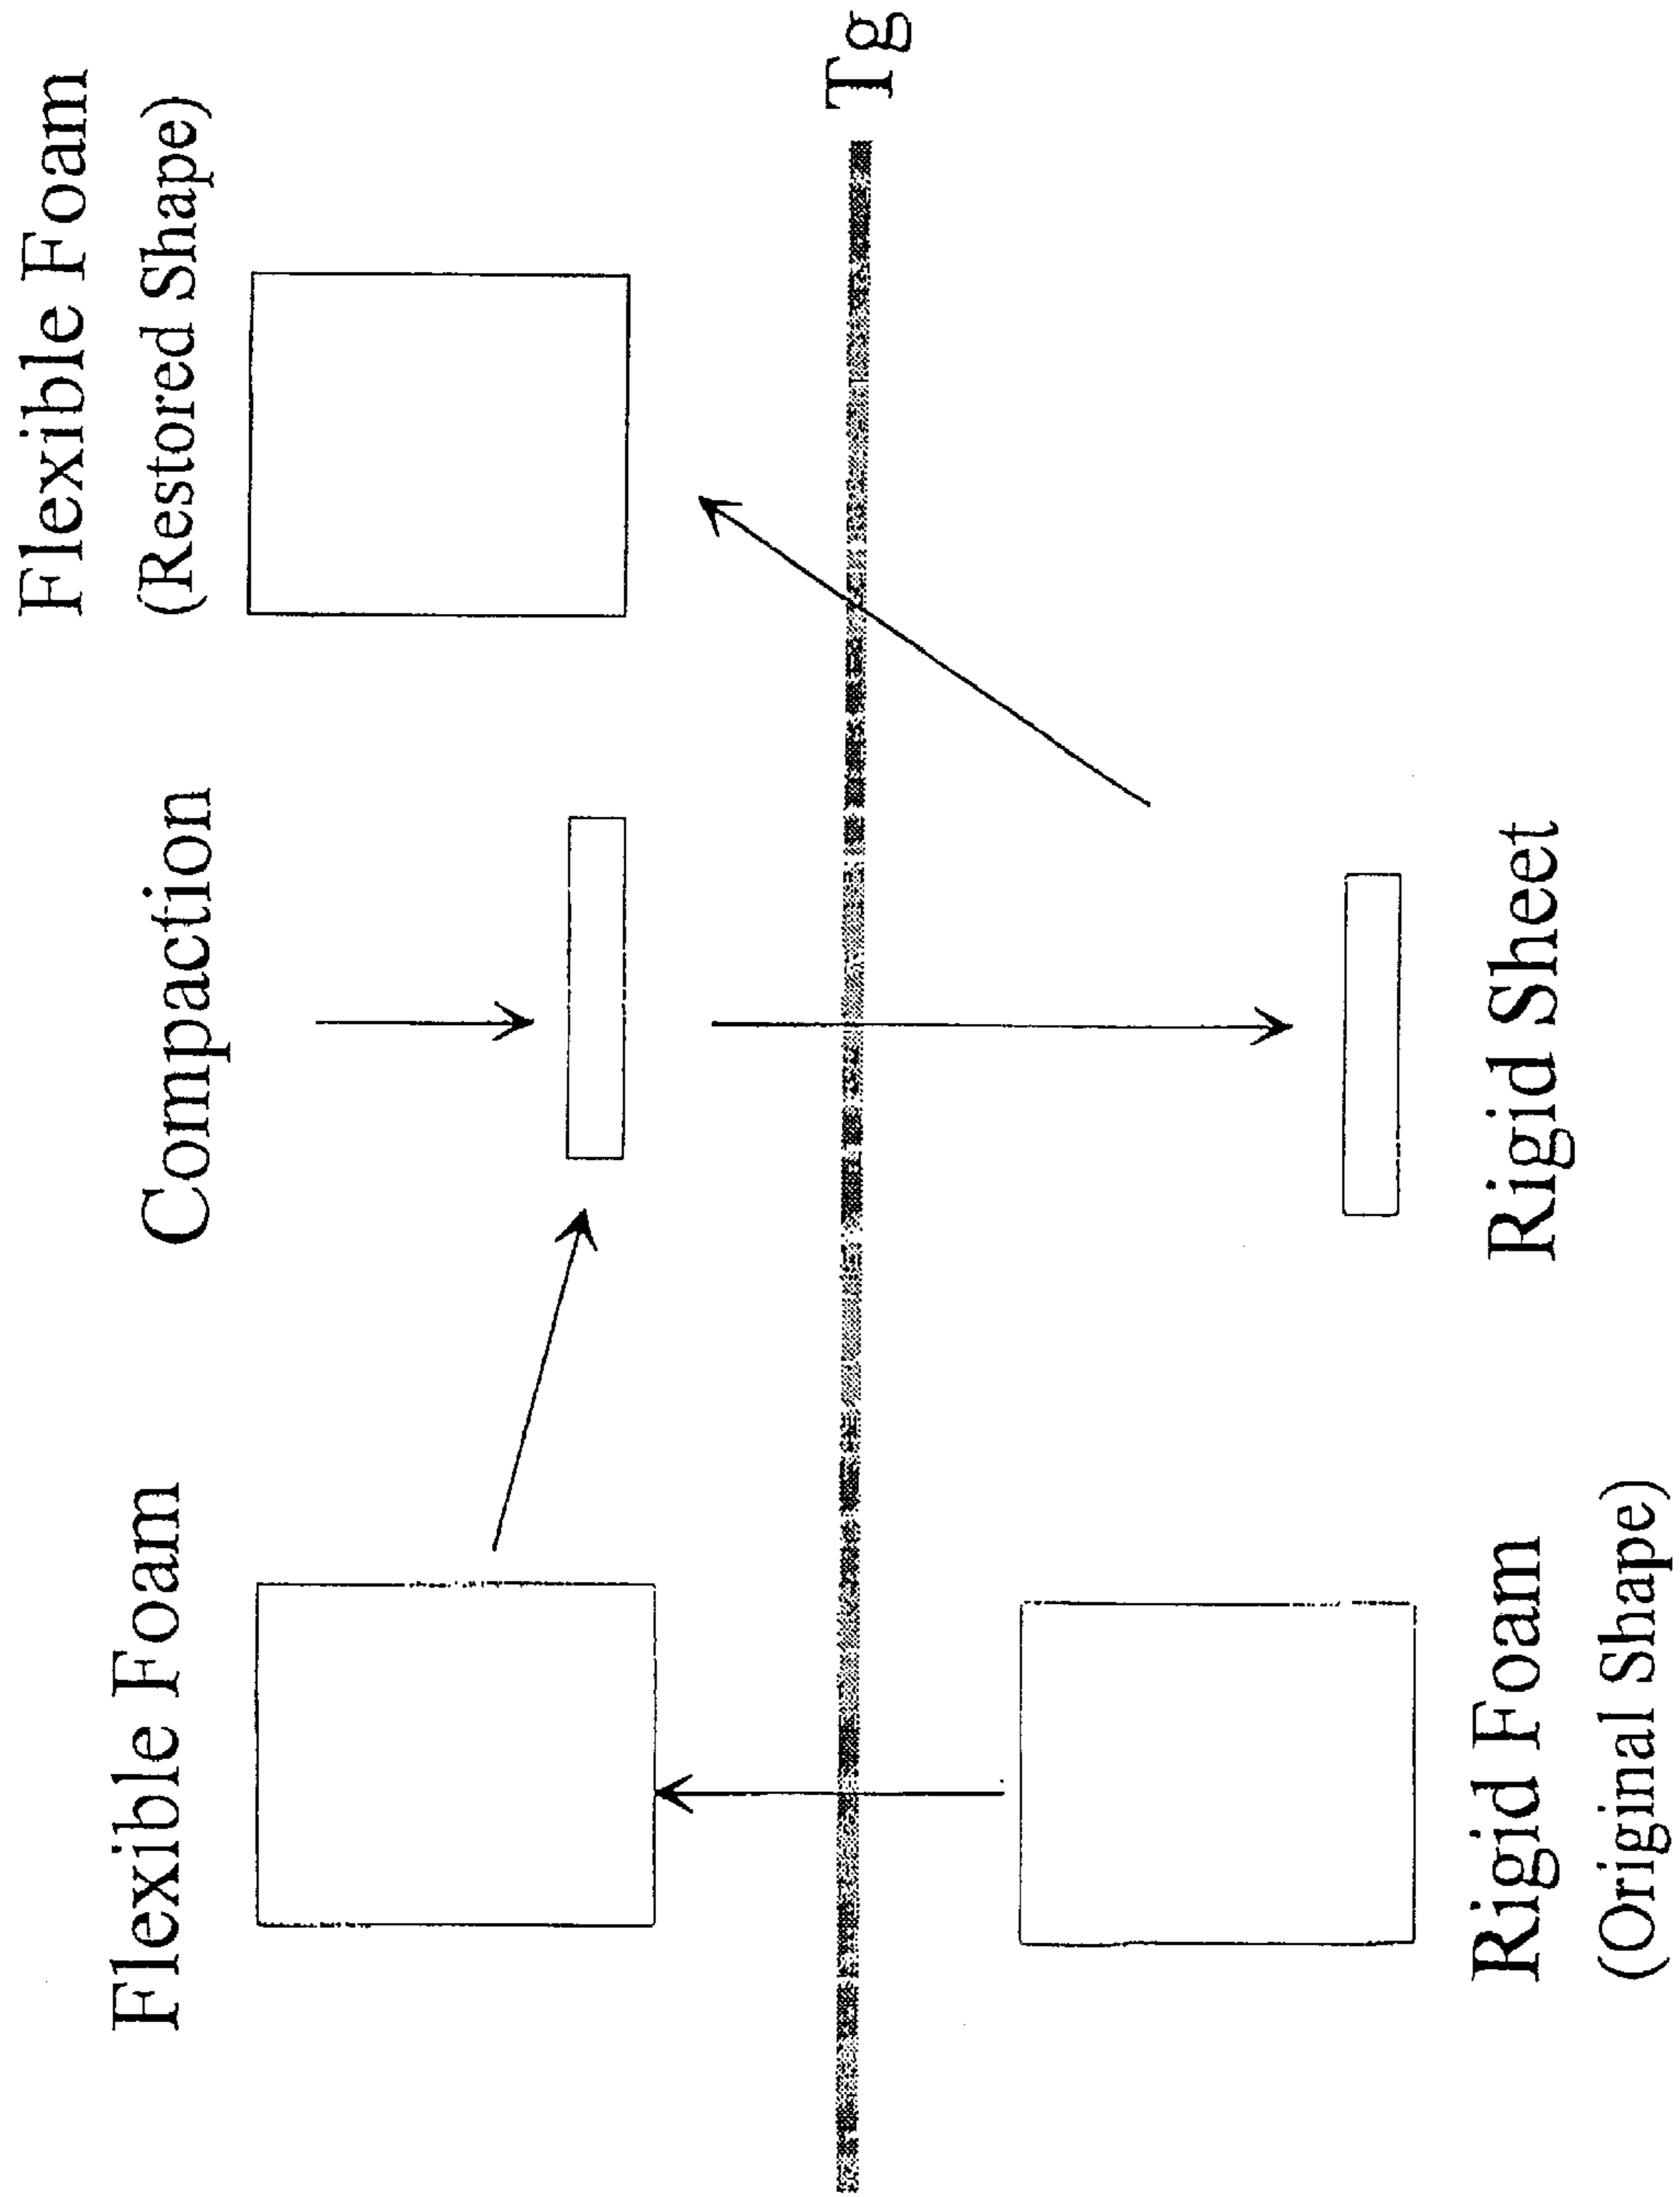 Flexible Foam
Compaction
Flexible Foam
(Restored Shape)
Tg
Rigid Foam
(Original Shape)
Rigid Sheet